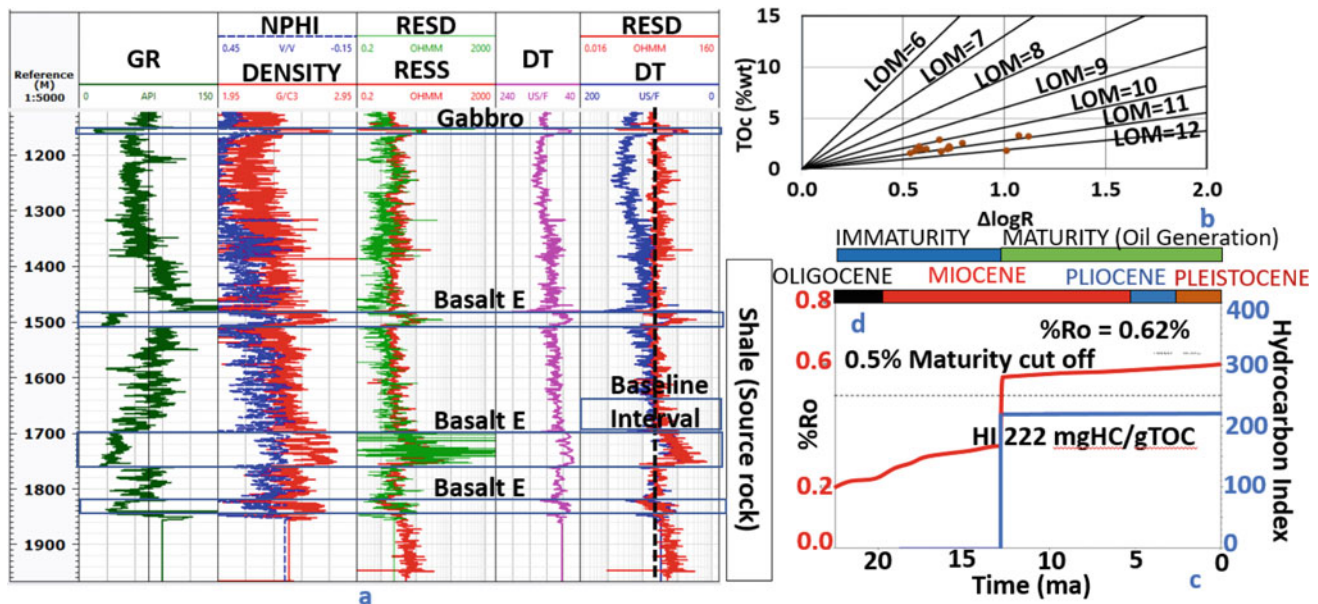 GR
NPHI
0.45 V/V -0.15
RESD
0.2 OHMM 2000
DT
RESD
0.016 OHMM 160
Reference
(M)
1:5000
0 API 150
DENSITY
1.95 G/C3 2.95
RESS
0.2 OHMM 2000
240 US/F 40
DT
200 US/F 0
Gabbro
1200
1300
1400
Basalt E
1500
1600
Baseline
Interval
1700
Basalt E
1800
Basalt E
1900
Shale (Source rock)
a
15
10
5
0
TOc (%wt)
LOM=6
LOM=7
LOM=8
LOM=9
LOM=10
LOM=11
LOM=12
0.0 0.5 1.0 1.5 2.0
ΔlogR
b
IMMATURITY MATURITY (Oil Generation)
OLIGOCENE MIOCENE PLIOCENE PLEISTOCENE
0.8
0.6
0.2
0.0
%Ro
d
%Ro = 0.62%
0.5% Maturity cut off
HI 222 mgHC/gTOC
400
300
200
100
0
Hydrocarbon Index
20 15 10 5 0
Time (ma)
c